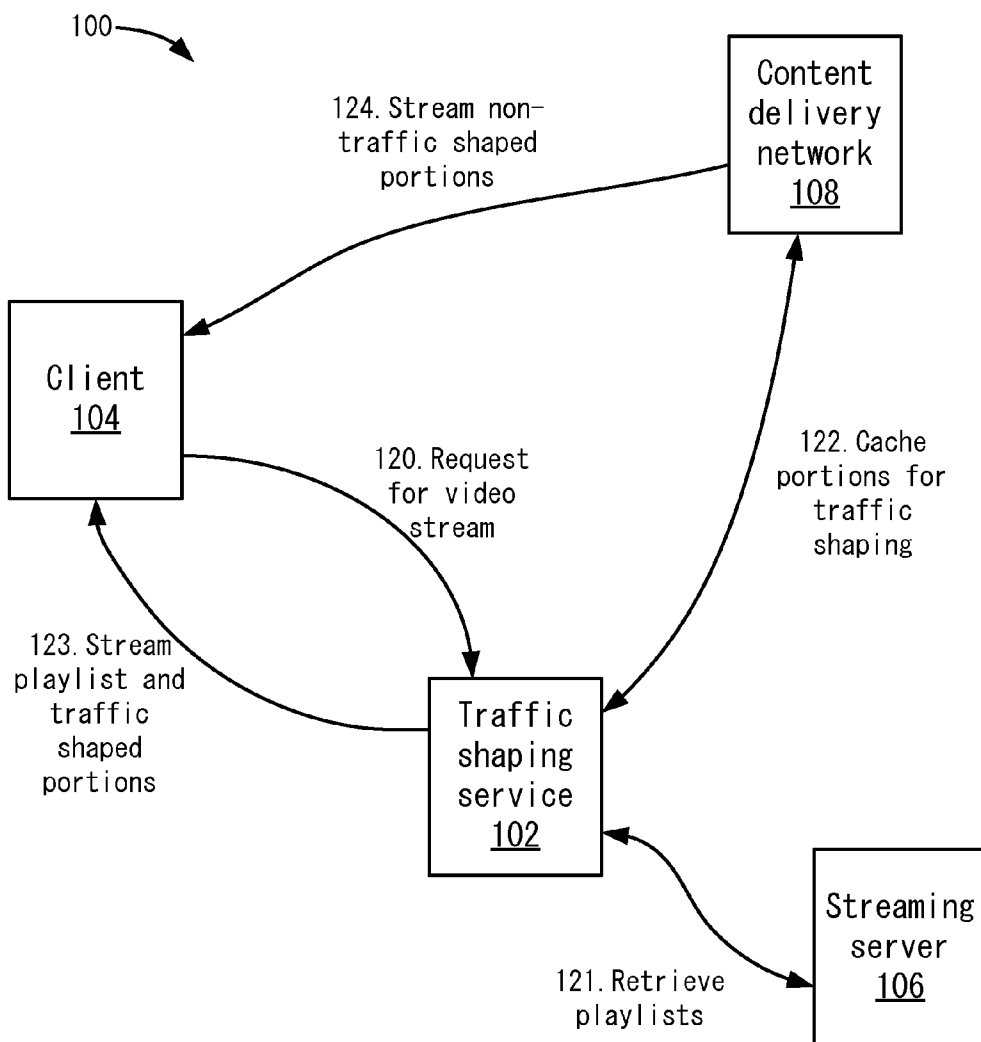 100
Content
delivery
network
108
124. Stream non-
traffic shaped
portions
Client
104
120. Request
for video
stream
122. Cache
portions for
traffic
shaping
123. Stream
playlist and
traffic
shaped
portions
Traffic
shaping
service
102
Streaming
server
106
121. Retrieve
playlists